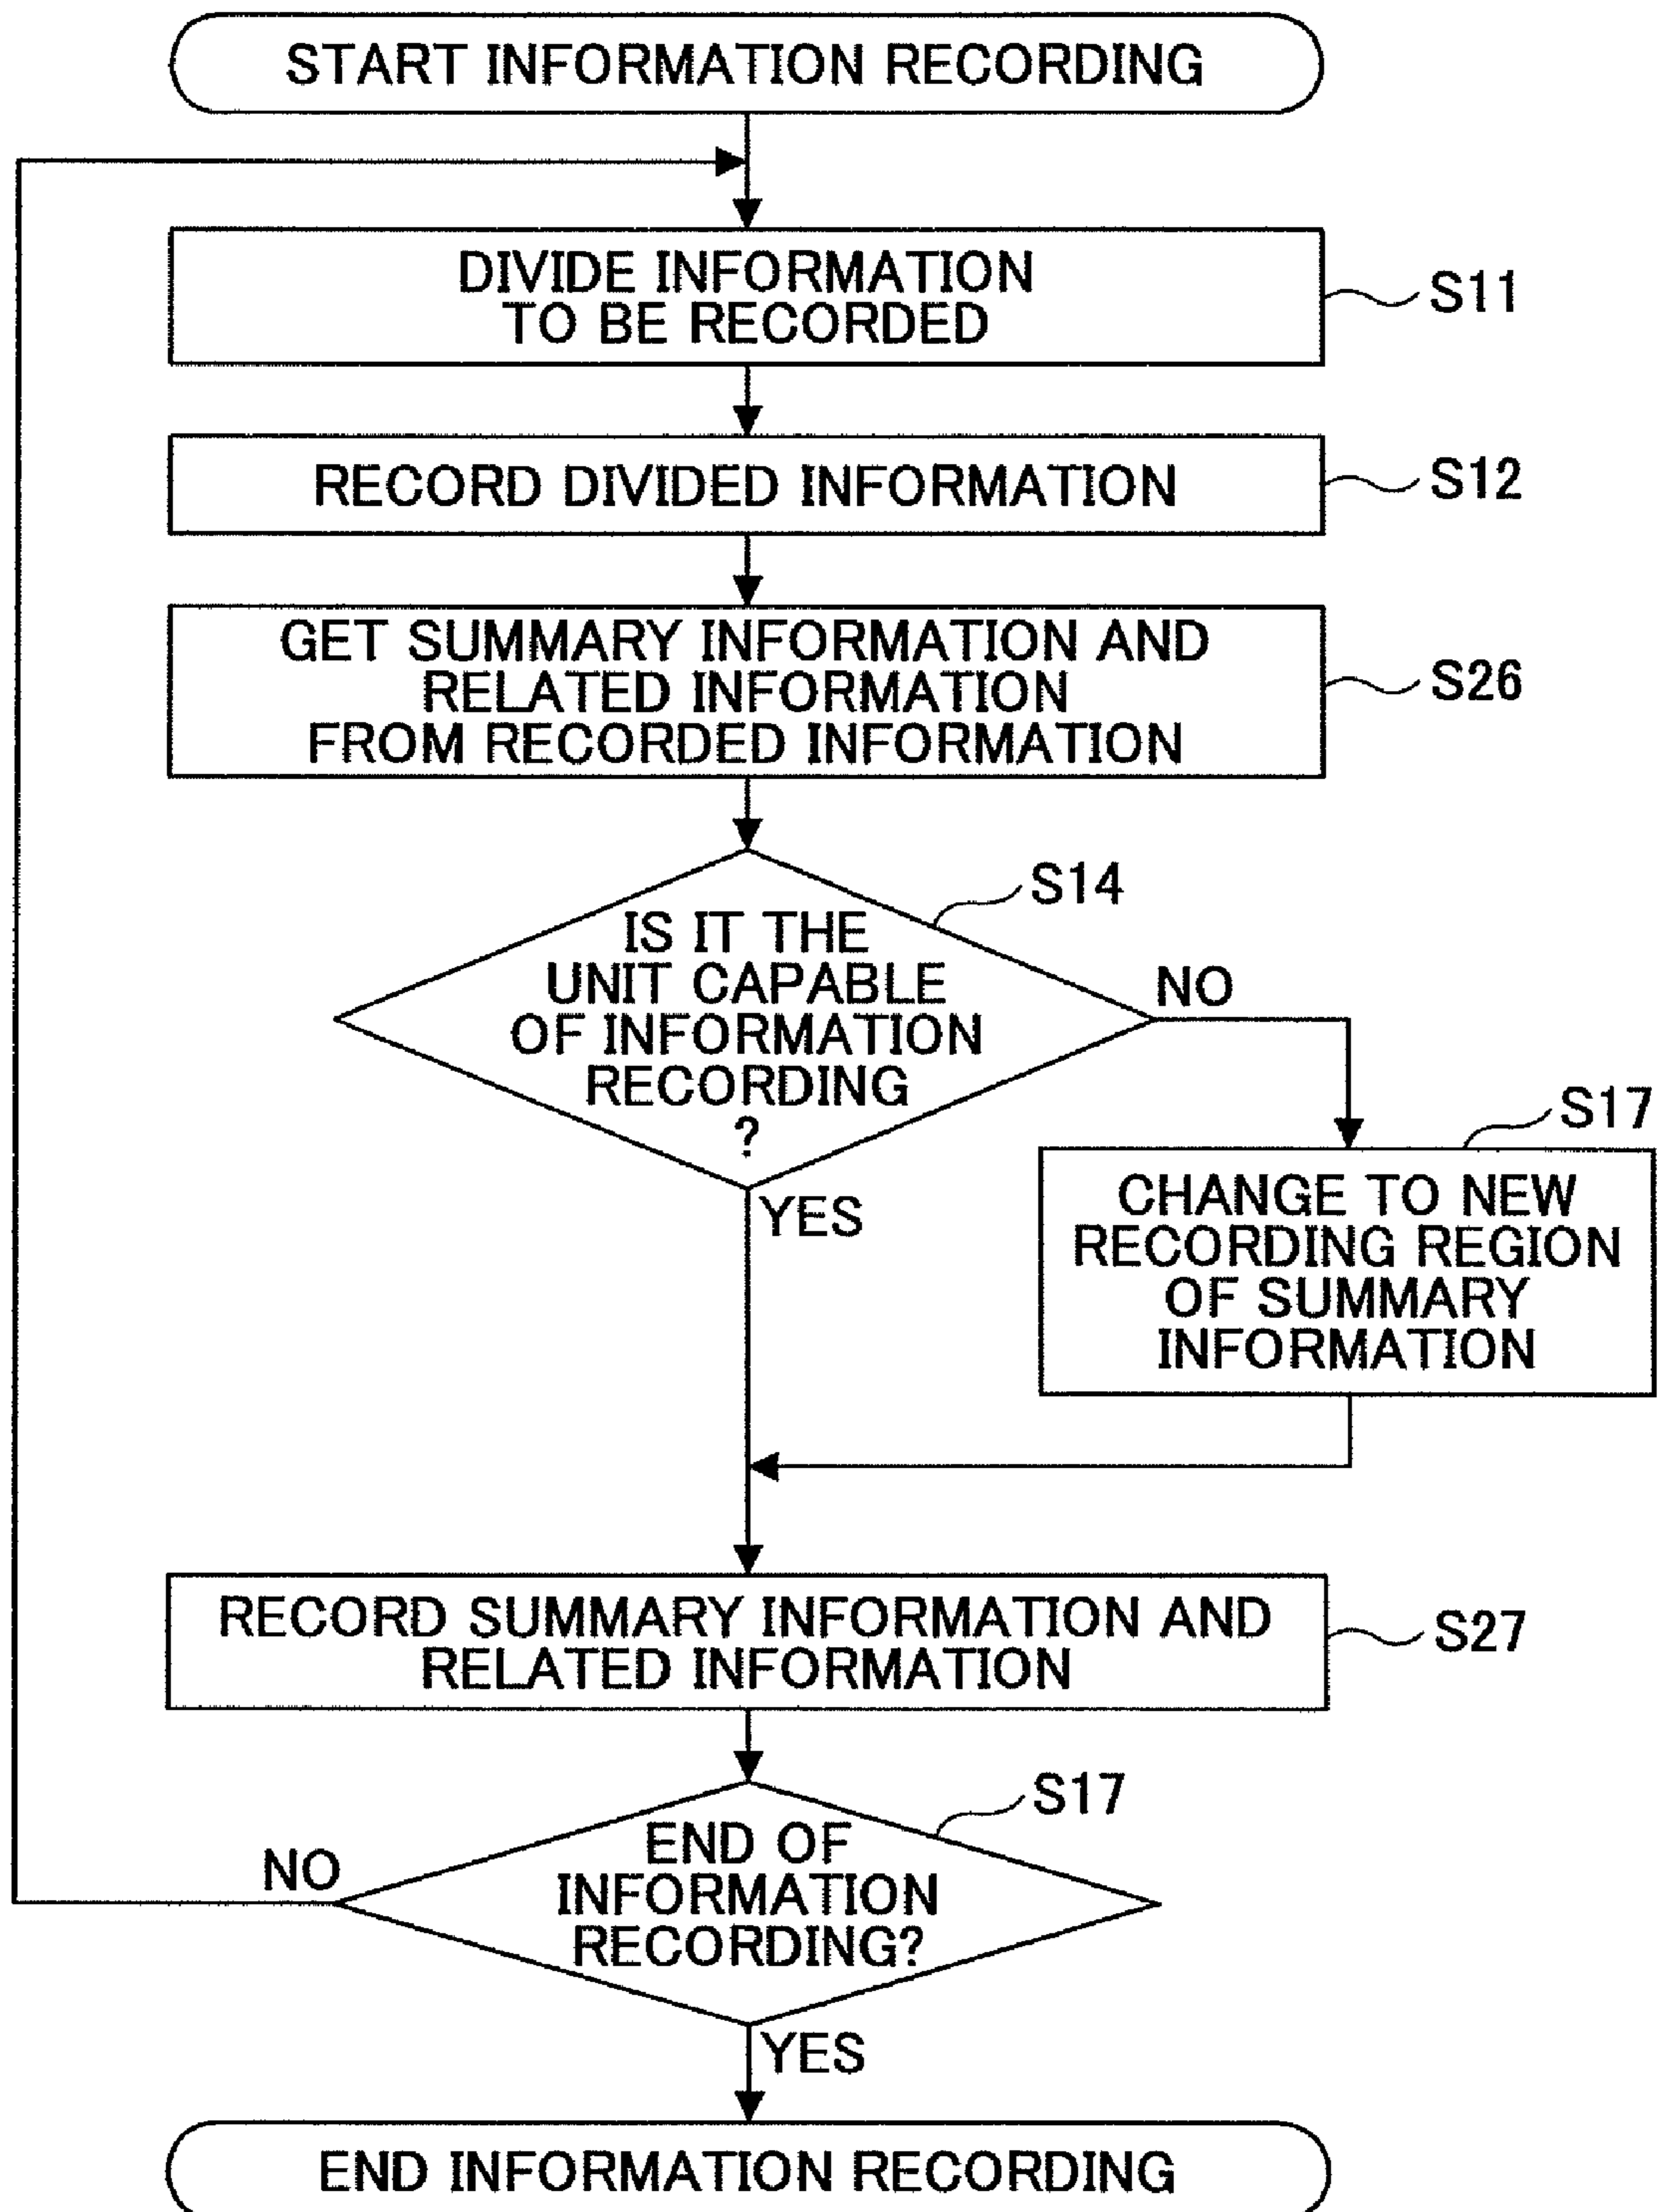 START INFORMATION RECORDING
DIVIDE INFORMATION
TO BE RECORDED
S11
RECORD DIVIDED INFORMATION
S12
GET SUMMARY INFORMATION AND
RELATED INFORMATION
FROM RECORDED INFORMATION
S26
S14
IS IT THE
UNIT CAPABLE
OF INFORMATION
RECORDING
?
NO
YES
S17
CHANGE TO NEW
RECORDING REGION
OF SUMMARY
INFORMATION
RECORD SUMMARY INFORMATION AND
RELATED INFORMATION
S27
S17
END OF
INFORMATION
RECORDING?
NO
YES
END INFORMATION RECORDING